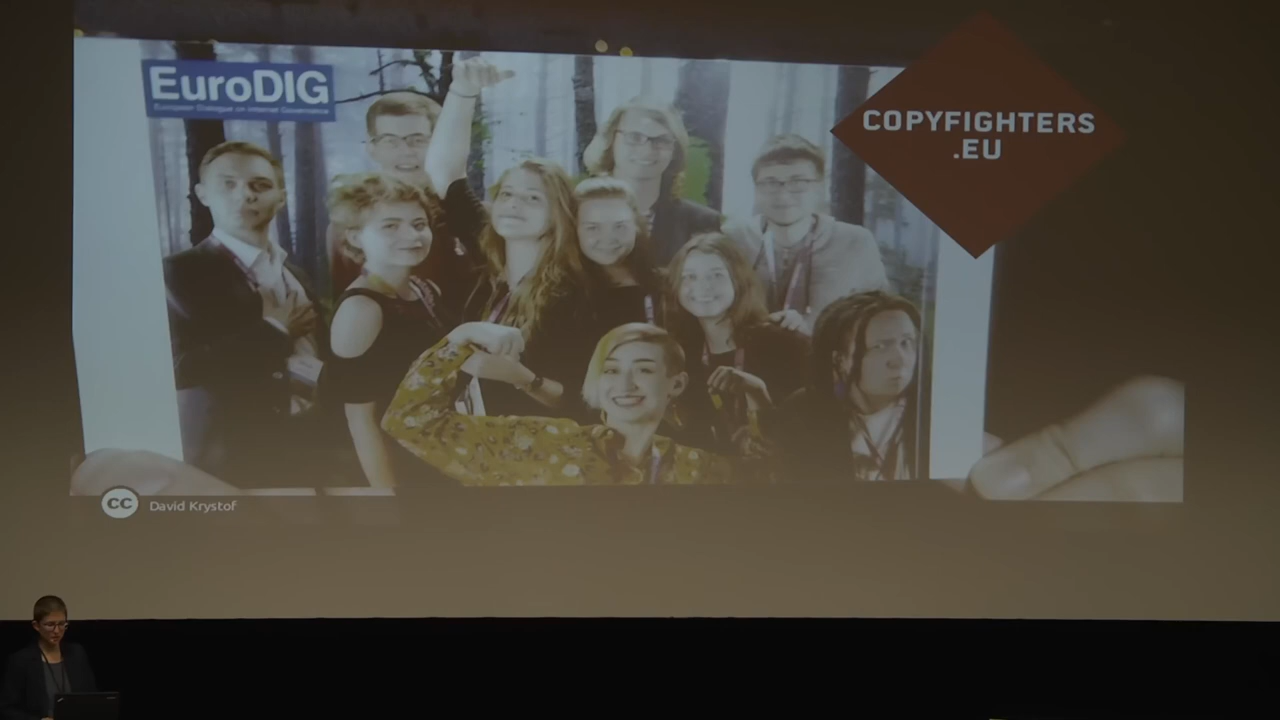 EuroDIG
European Dialogue on Internet Governance
COPYFIGHTERS
.EU
CC
David Krystof